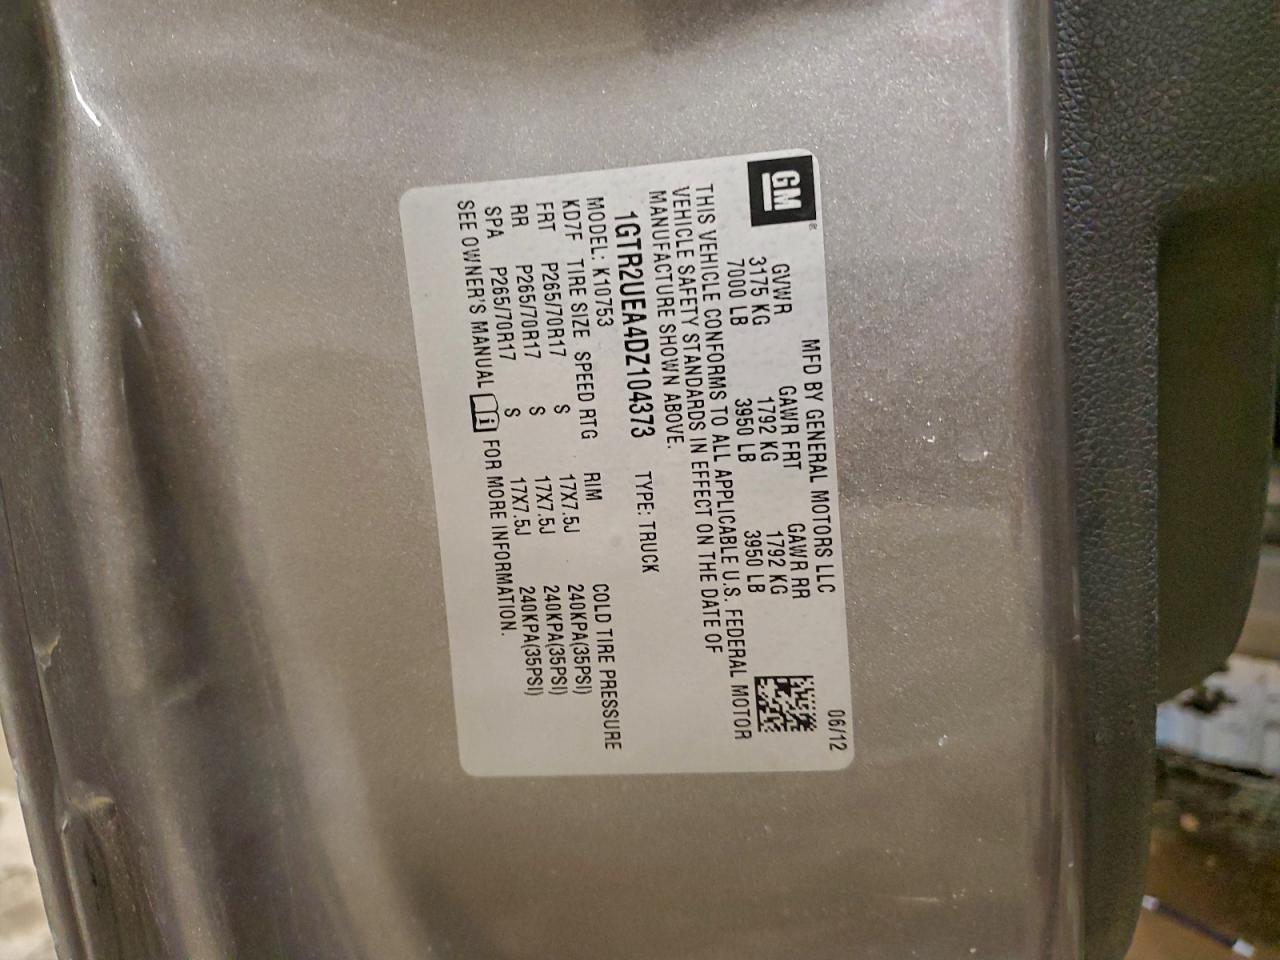 GM ®
MFD BY GENERAL MOTORS LLC 06/12
GVWR GAWR FRT GAWR RR
3175 KG 1792 KG 1792 KG
7000 LB 3950 LB 3950 LB
THIS VEHICLE CONFORMS TO ALL APPLICABLE U.S. FEDERAL MOTOR
VEHICLE SAFETY STANDARDS IN EFFECT ON THE DATE OF
MANUFACTURE SHOWN ABOVE.
1GTR2UEA4DZ104373 TYPE: TRUCK
MODEL: K10753
KD7F TIRE SIZE SPEED RTG RIM COLD TIRE PRESSURE
FRT P265/70R17 S 17X7.5J 240KPA(35PSI)
RR P265/70R17 S 17X7.5J 240KPA(35PSI)
SPA P265/70R17 S 17X7.5J 240KPA(35PSI)
SEE OWNER'S MANUAL i FOR MORE INFORMATION.